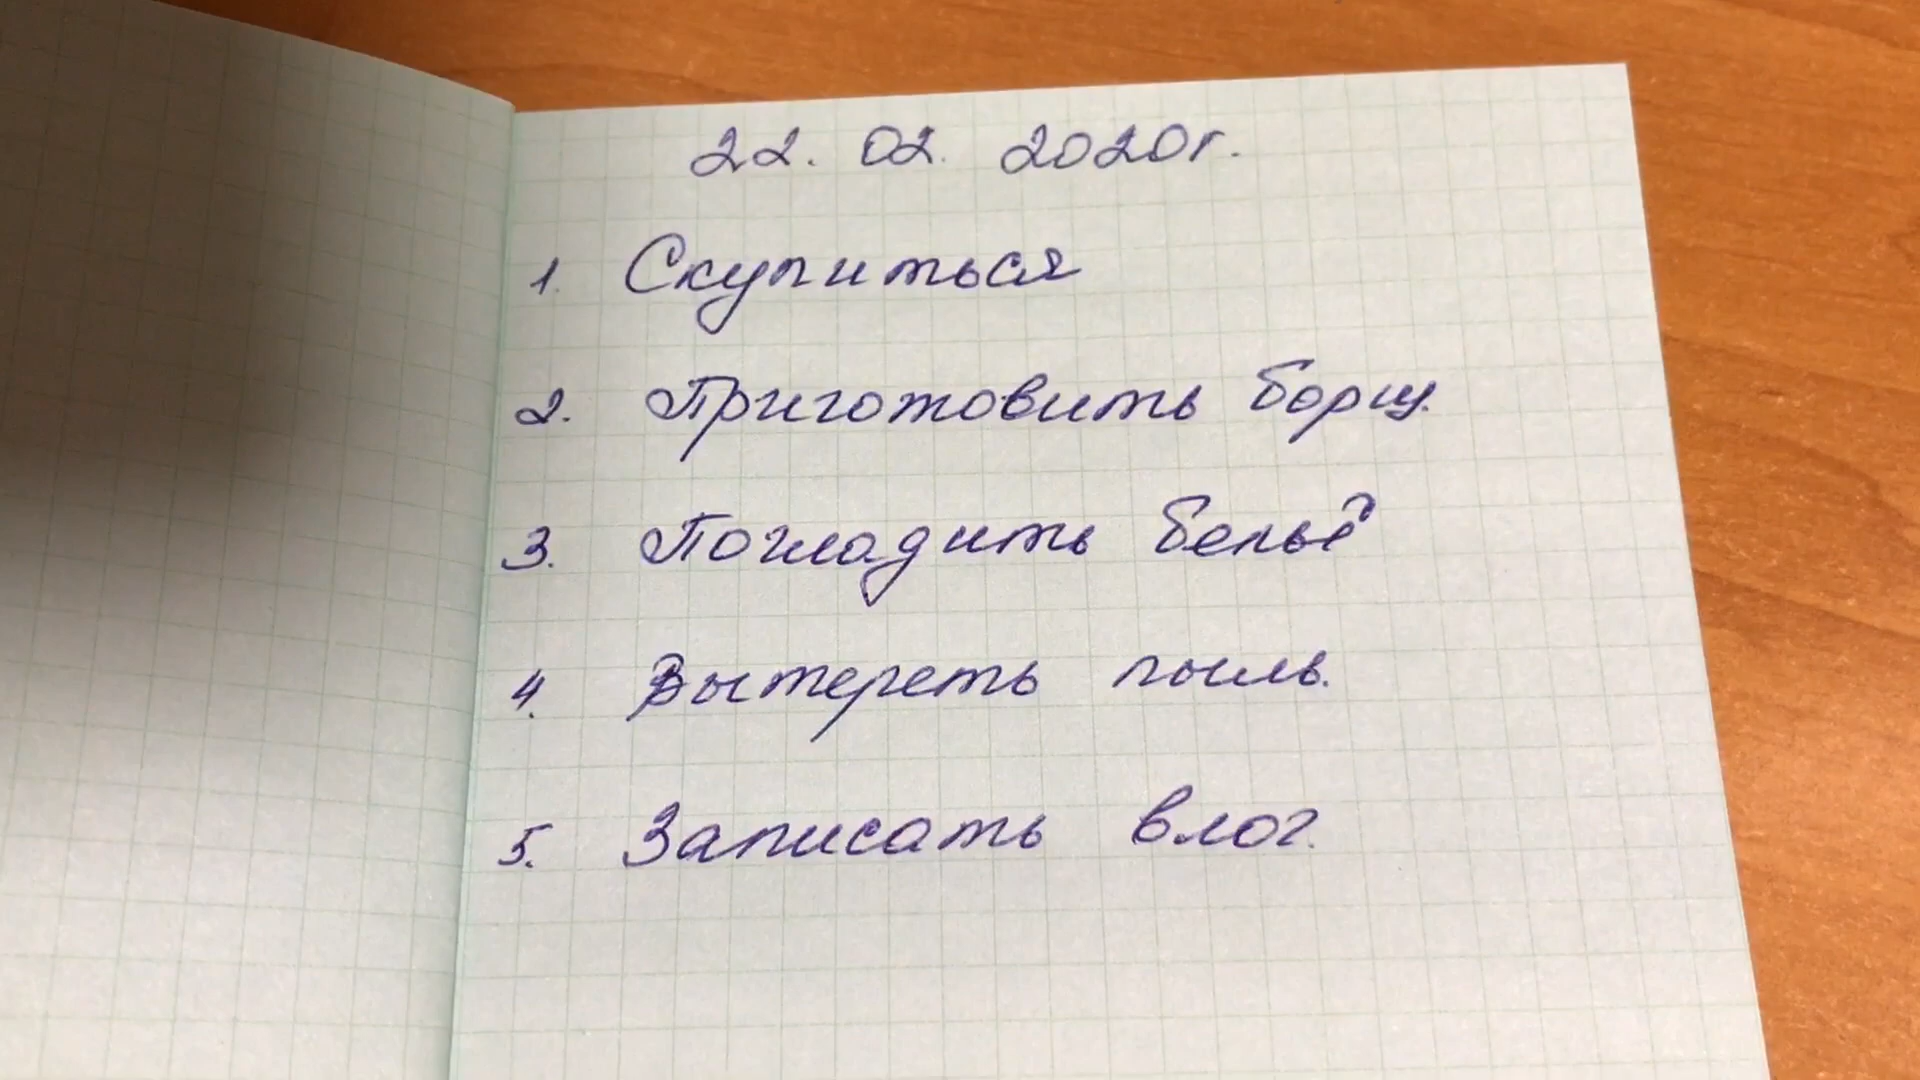 22.02.2020г.
1. Скупиться
2. Приготовить борщ.
3. Погладить бельё
4. Вытереть пыль.
5. Записать влог.